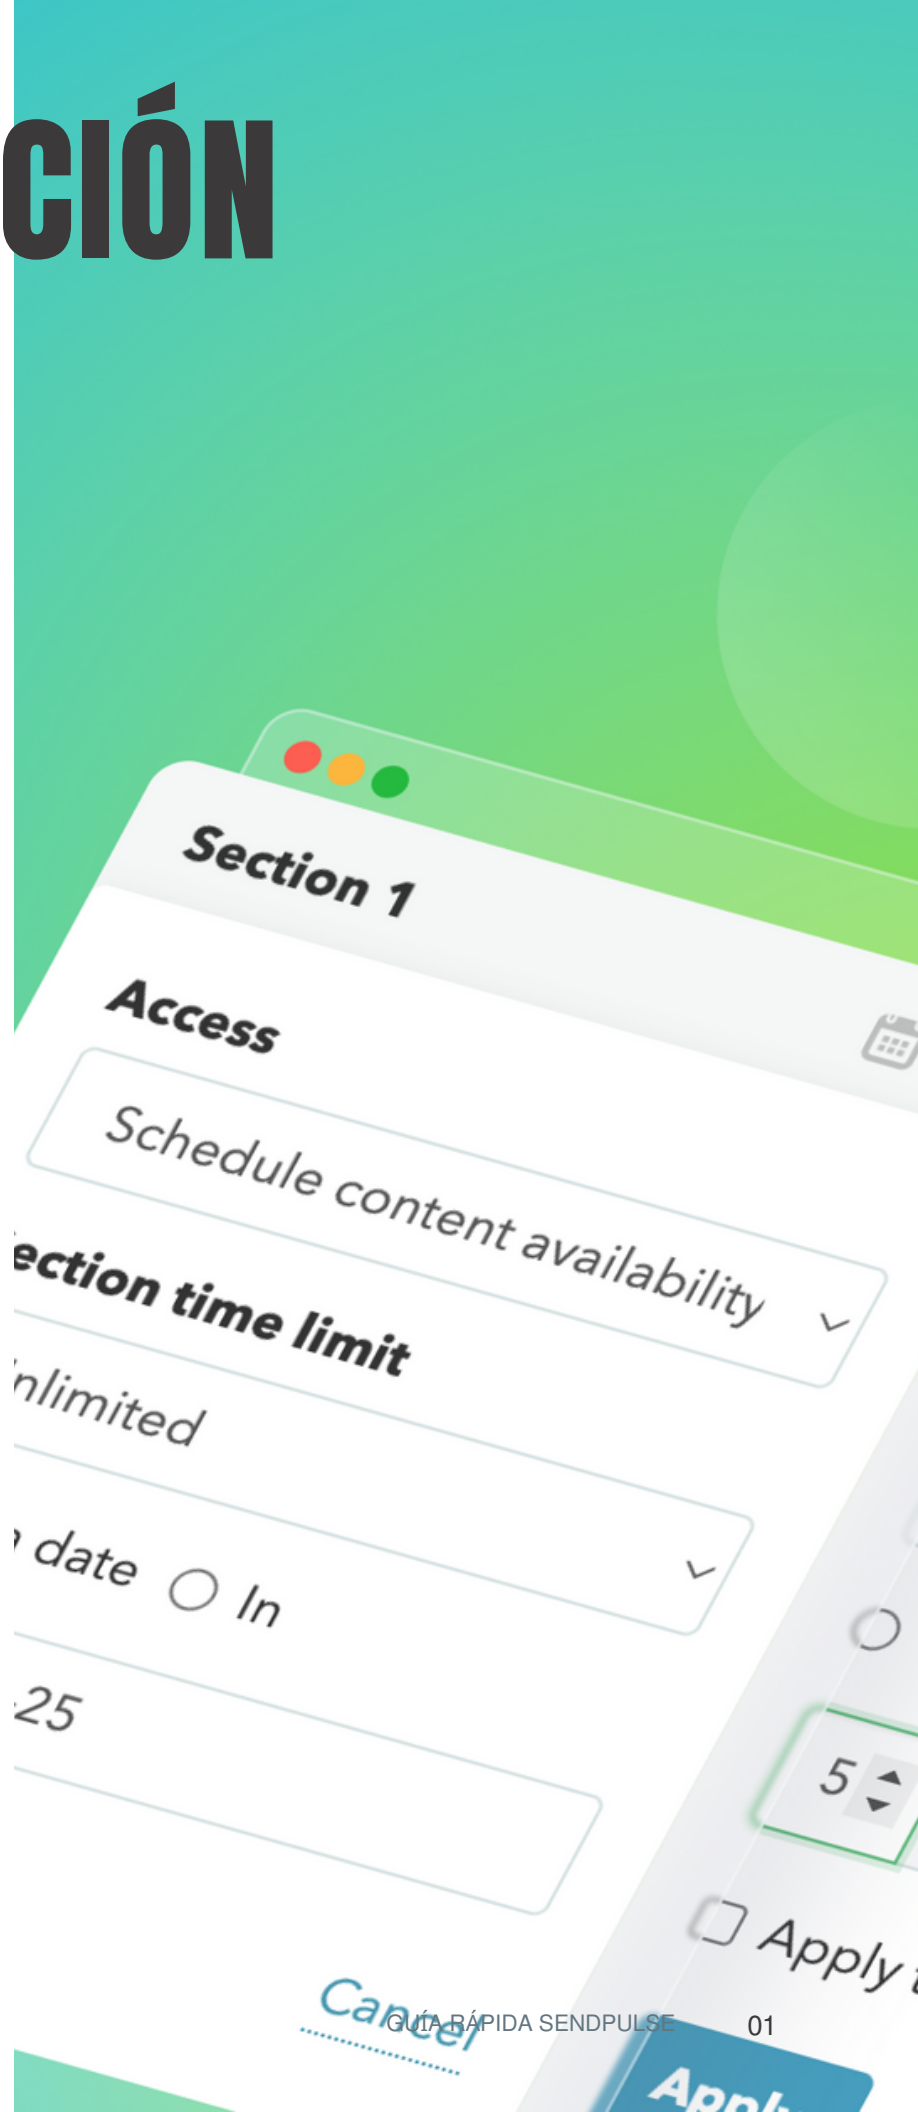 CIÓN
Section 1
Access
Schedule content availability
ection time limit
nlimited
date In
-25
5
Apply
Cancel
GUÍA RÁPIDA SENDPULSE 01
Apply